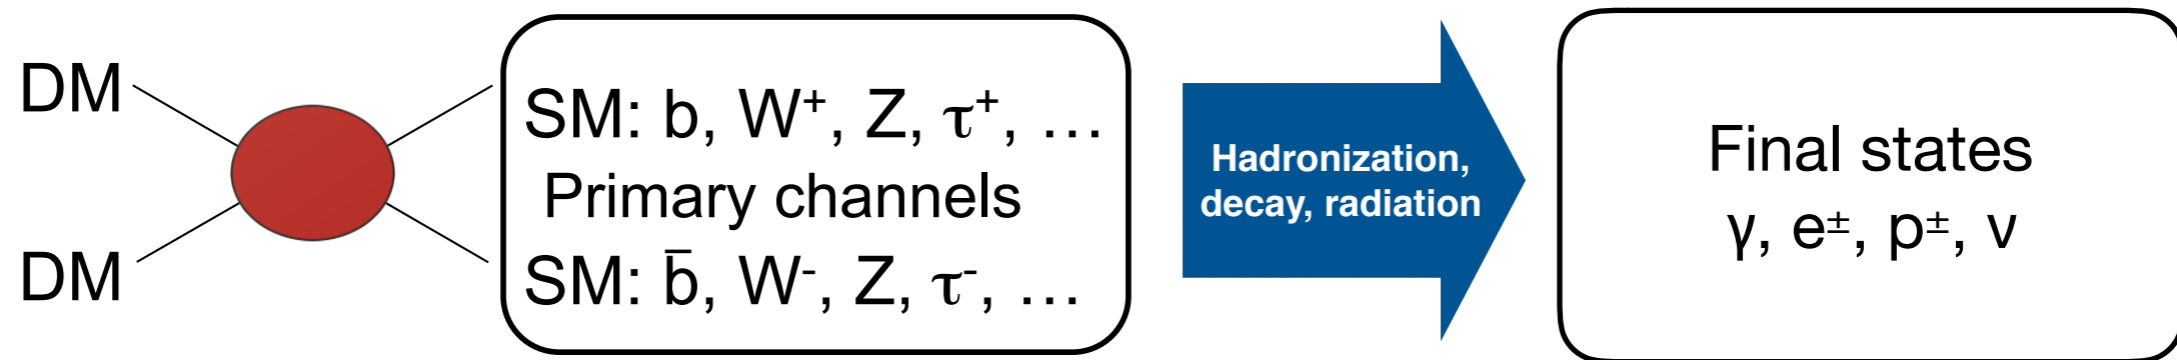 DM
DM
SM: b, W⁺, Z, τ⁺, …
Primary channels
SM: b̄, W⁻, Z, τ⁻, …
Hadronization,
decay, radiation
Final states
γ, e±, p±, ν